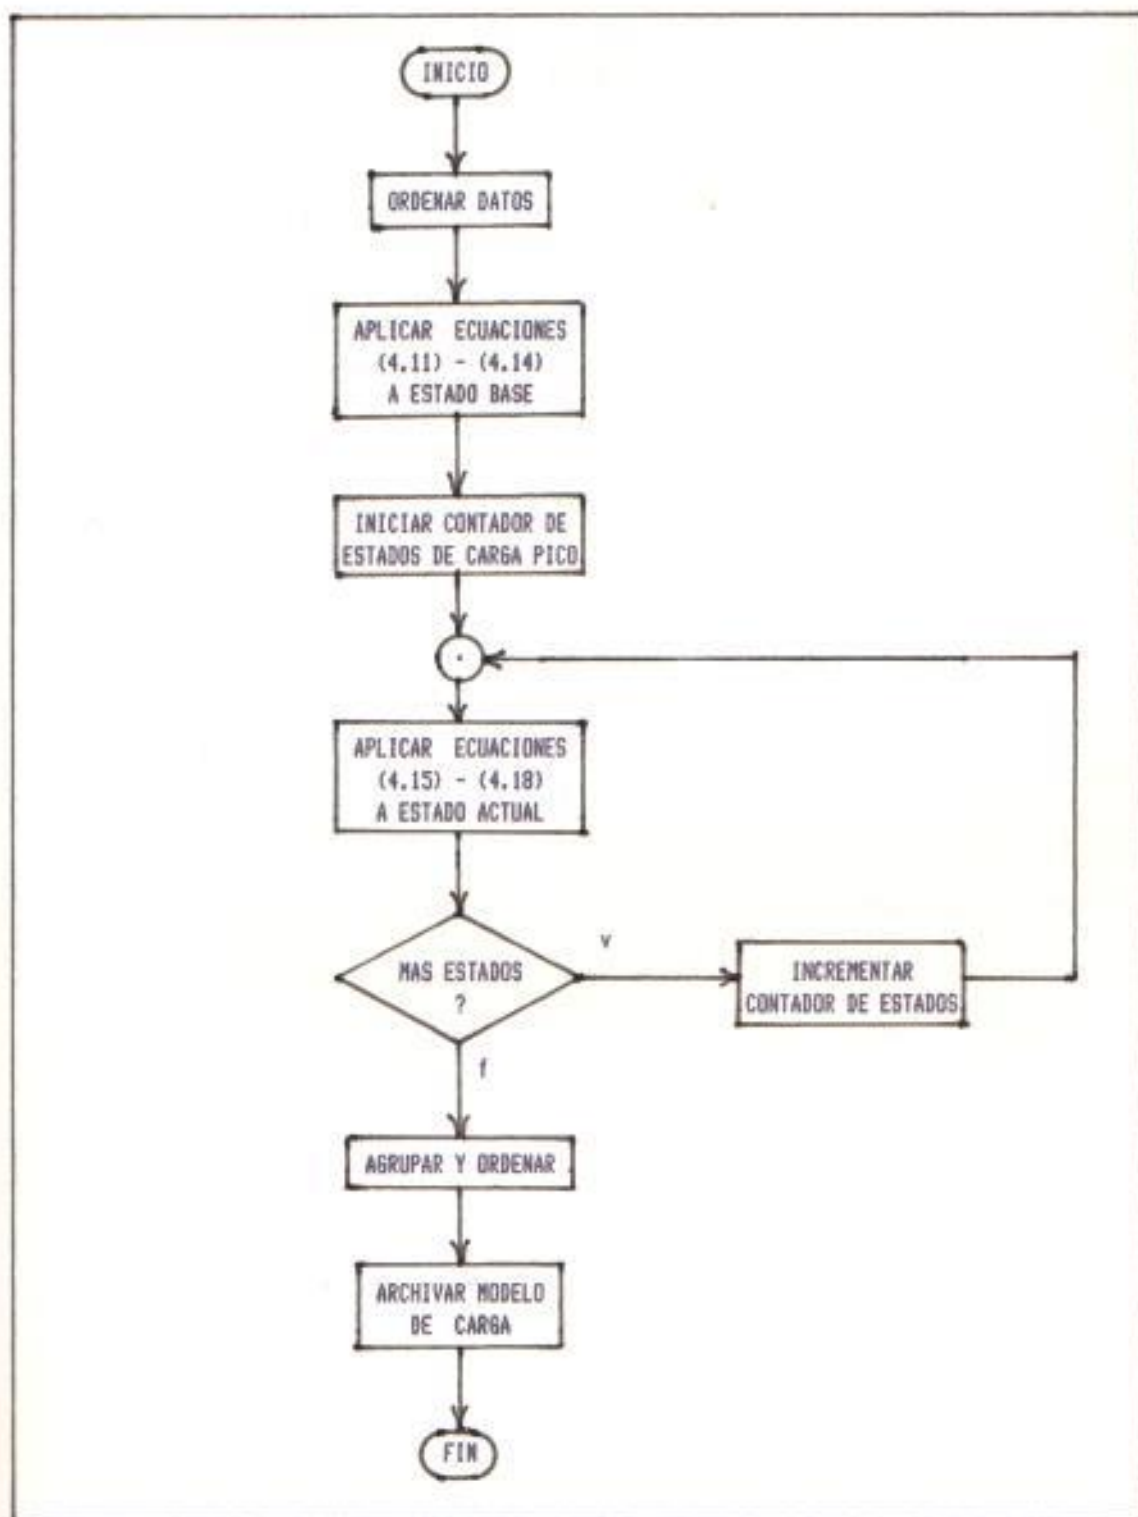 INICIO
ORDENAR DATOS
APLICAR ECUACIONES
(4.11) - (4.14)
A ESTADO BASE
INICIAR CONTADOR DE
ESTADOS DE CARGA PICO
APLICAR ECUACIONES
(4.15) - (4.18)
A ESTADO ACTUAL
MAS ESTADOS
?
v
INCREMENTAR
CONTADOR DE ESTADOS
f
AGRUPAR Y ORDENAR
ARCHIVAR MODELO
DE CARGA
FIN